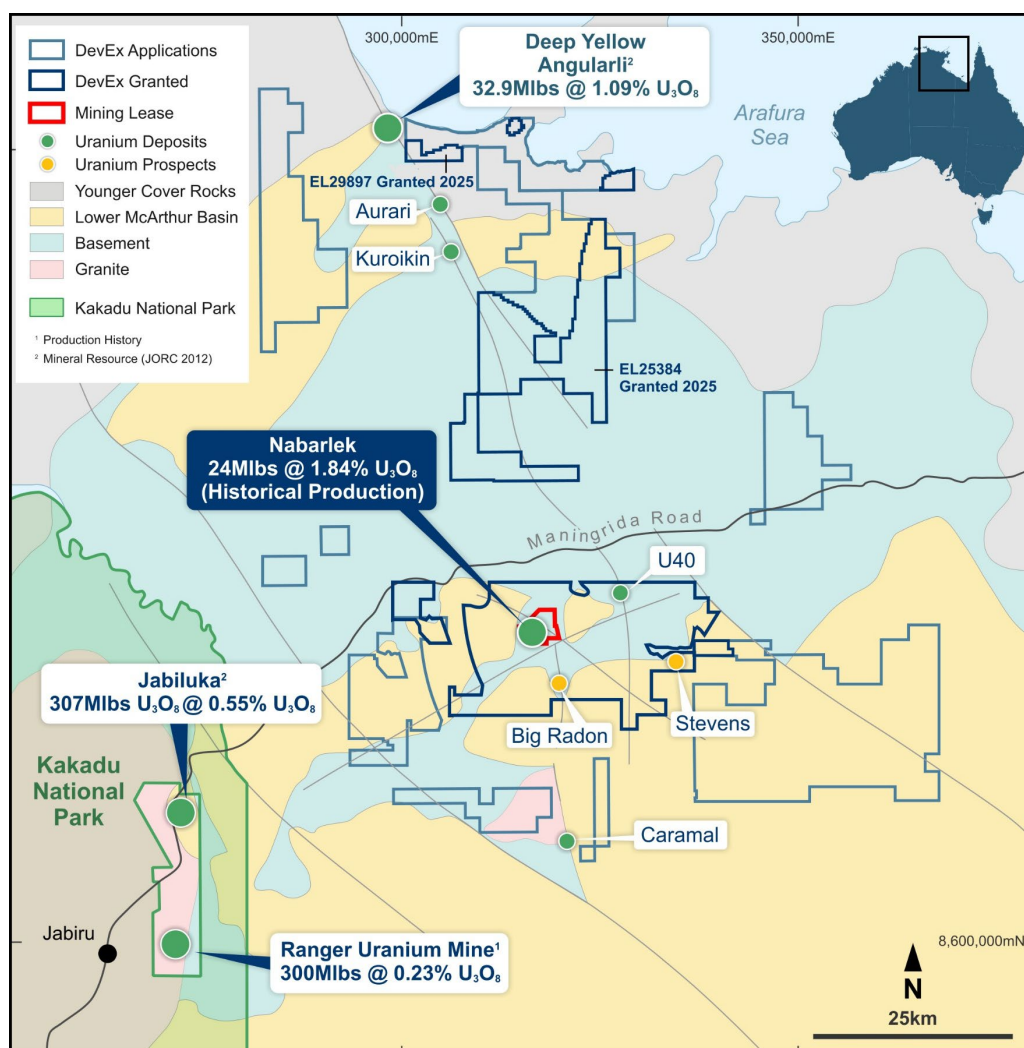 DevEx Applications
DevEx Granted
Mining Lease
Uranium Deposits
Uranium Prospects
Younger Cover Rocks
Lower McArthur Basin
Basement
Granite
Kakadu National Park
¹ Production History
² Mineral Resource (JORC 2012)
300,000mE
350,000mE
Deep Yellow
Angularli²
32.9Mlbs @ 1.09% U₃O₈
Arafura
Sea
EL29897 Granted 2025
Aurari
Kuroikin
EL25384
Granted 2025
Nabarlek
24Mlbs @ 1.84% U₃O₈
(Historical Production)
Maningrida Road
U40
Jabiluka²
307Mlbs U₃O₈ @ 0.55% U₃O₈
Big Radon
Stevens
Kakadu
National
Park
Caramal
Jabiru
Ranger Uranium Mine¹
300Mlbs @ 0.23% U₃O₈
8,600,000mN
N
25km